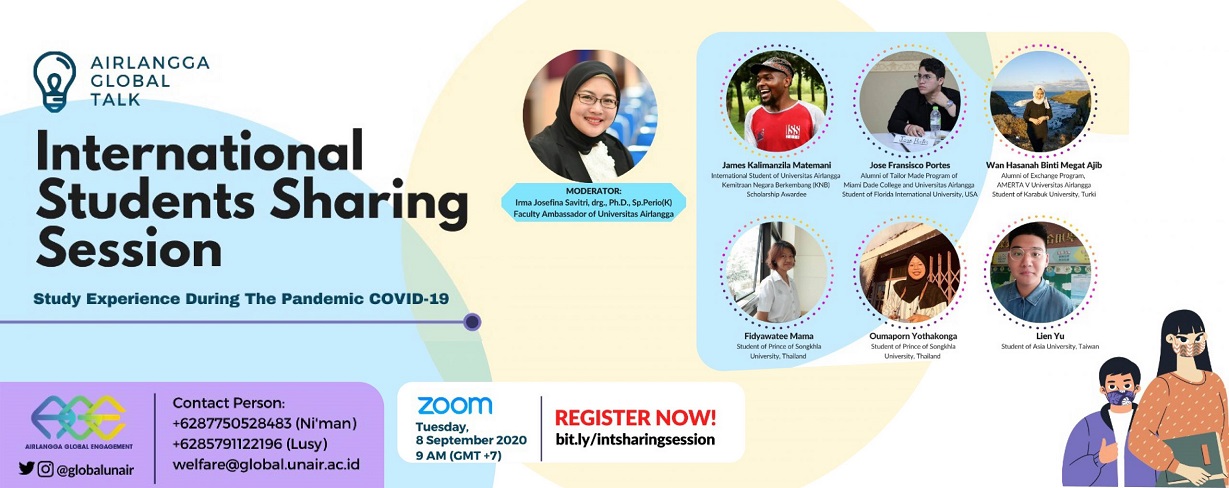 AIRLANGGA
GLOBAL
TALK
International
Students Sharing
Session
Study Experience During The Pandemic COVID-19
MODERATOR:
Irma Josefina Savitri, drg., Ph.D., Sp.Perio(K)
Faculty Ambassador of Universitas Airlangga
James Kalimanzila Matemani
International Student of Universitas Airlangga
Kemitraan Negara Berkembang (KNB)
Scholarship Awardee
Jose Fransisco Portes
Alumni of Tailor Made Program of
Miami Dade College and Universitas Airlangga
Student of Florida International University, USA
Wan Hasanah Binti Megat Ajib
Alumni of Exchange Program,
AMERTA V Universitas Airlangga
Student of Karabuk University, Turki
Fidyawatee Mama
Student of Prince of Songkhla
University, Thailand
Oumaporn Yothakonga
Student of Prince of Songkhla
University, Thailand
Lien Yu
Student of Asia University, Taiwan
AIRLANGGA GLOBAL ENGAGEMENT
@globalunair
Contact Person:
+6287750528483 (Ni'man)
+6285791122196 (Lusy)
welfare@global.unair.ac.id
zoom
Tuesday,
8 September 2020
9 AM (GMT +7)
REGISTER NOW!
bit.ly/intsharingsession